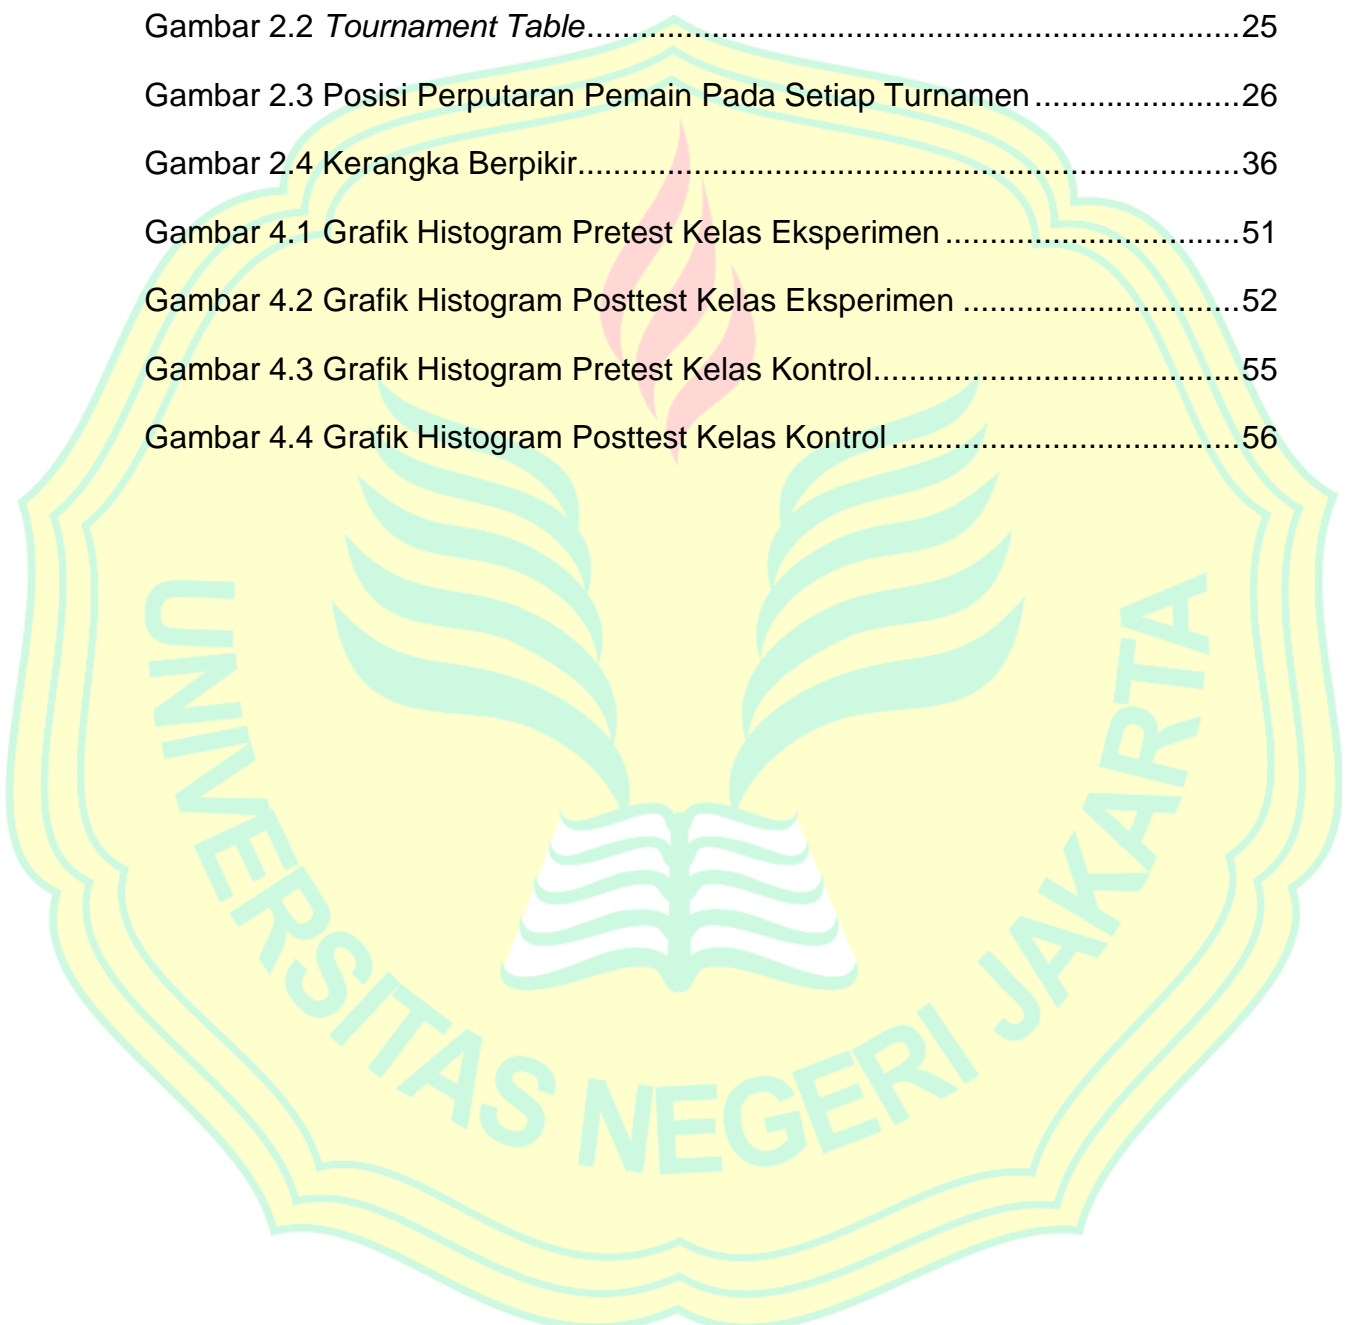 Gambar 2.2 Tournament Table.........................................................................25
Gambar 2.3 Posisi Perputaran Pemain Pada Setiap Turnamen.......................26
Gambar 2.4 Kerangka Berpikir..........................................................................36
Gambar 4.1 Grafik Histogram Pretest Kelas Eksperimen.................................51
Gambar 4.2 Grafik Histogram Posttest Kelas Eksperimen...............................52
Gambar 4.3 Grafik Histogram Pretest Kelas Kontrol.........................................55
Gambar 4.4 Grafik Histogram Posttest Kelas Kontrol.......................................56
UNIVERSITAS NEGERI JAKARTA